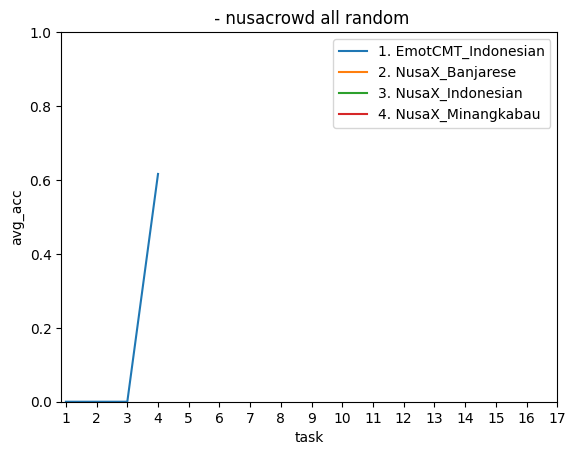 - nusacrowd all random
1. EmotCMT_Indonesian
2. NusaX_Banjarese
3. NusaX_Indonesian
4. NusaX_Minangkabau
avg_acc
1.0
0.8
0.6
0.4
0.2
0.0
1 2 3 4 5 6 7 8 9 10 11 12 13 14 15 16 17
task